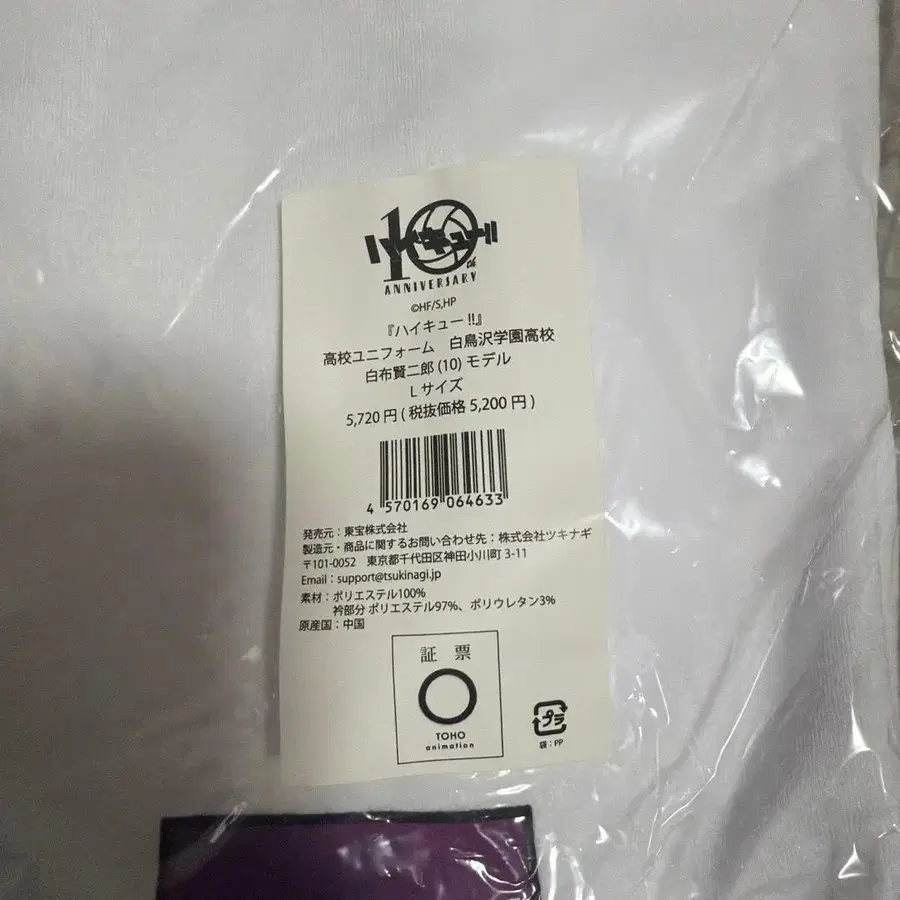 ハイキュー!!
10th
ANNIVERSARY
©HF/S,HP
『ハイキュー!!』
高校ユニフォーム 白鳥沢学園高校
白布賢二郎(10)モデル
Lサイズ
5,720円(税抜価格5,200円)
4 570169 064633
発売元:東宝株式会社
製造元・商品に関するお問い合わせ先:株式会社ツキナギ
〒101-0052 東京都千代田区神田小川町3-11
Email:support@tsukinagi.jp
素材:ポリエステル100%
衿部分 ポリエステル97%、ポリウレタン3%
原産国:中国
証票
TOHO
animation
プラ
袋:PP